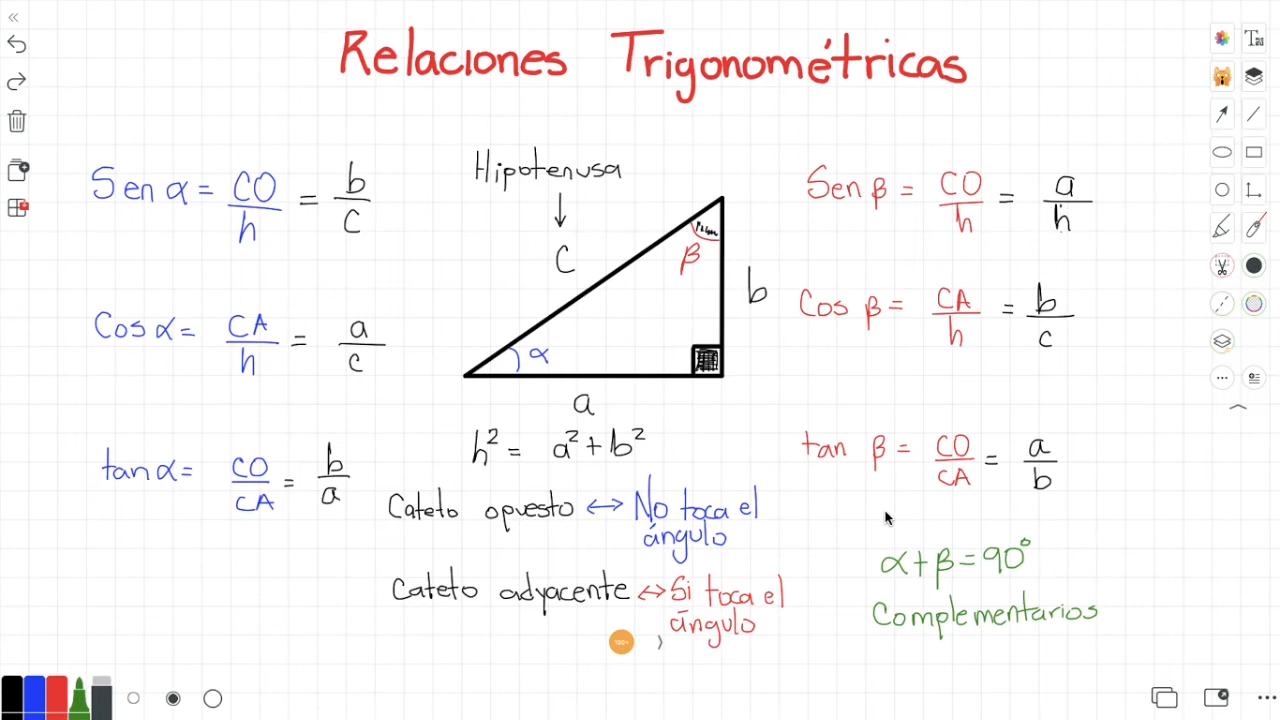 Relaciones Trigonométricas
Sen α = CO/h = b/c
Cos α = CA/h = a/c
tan α = CO/CA = b/a
Hipotenusa
C
β
b
α
a
h² = a² + b²
Cateto opuesto ↔ No toca el
ángulo
Cateto adyacente ↔ Si toca el
ángulo
Sen β = CO/h = a/h
Cos β = CA/h = b/c
tan β = CO/CA = a/b
α + β = 90°
Complementarios